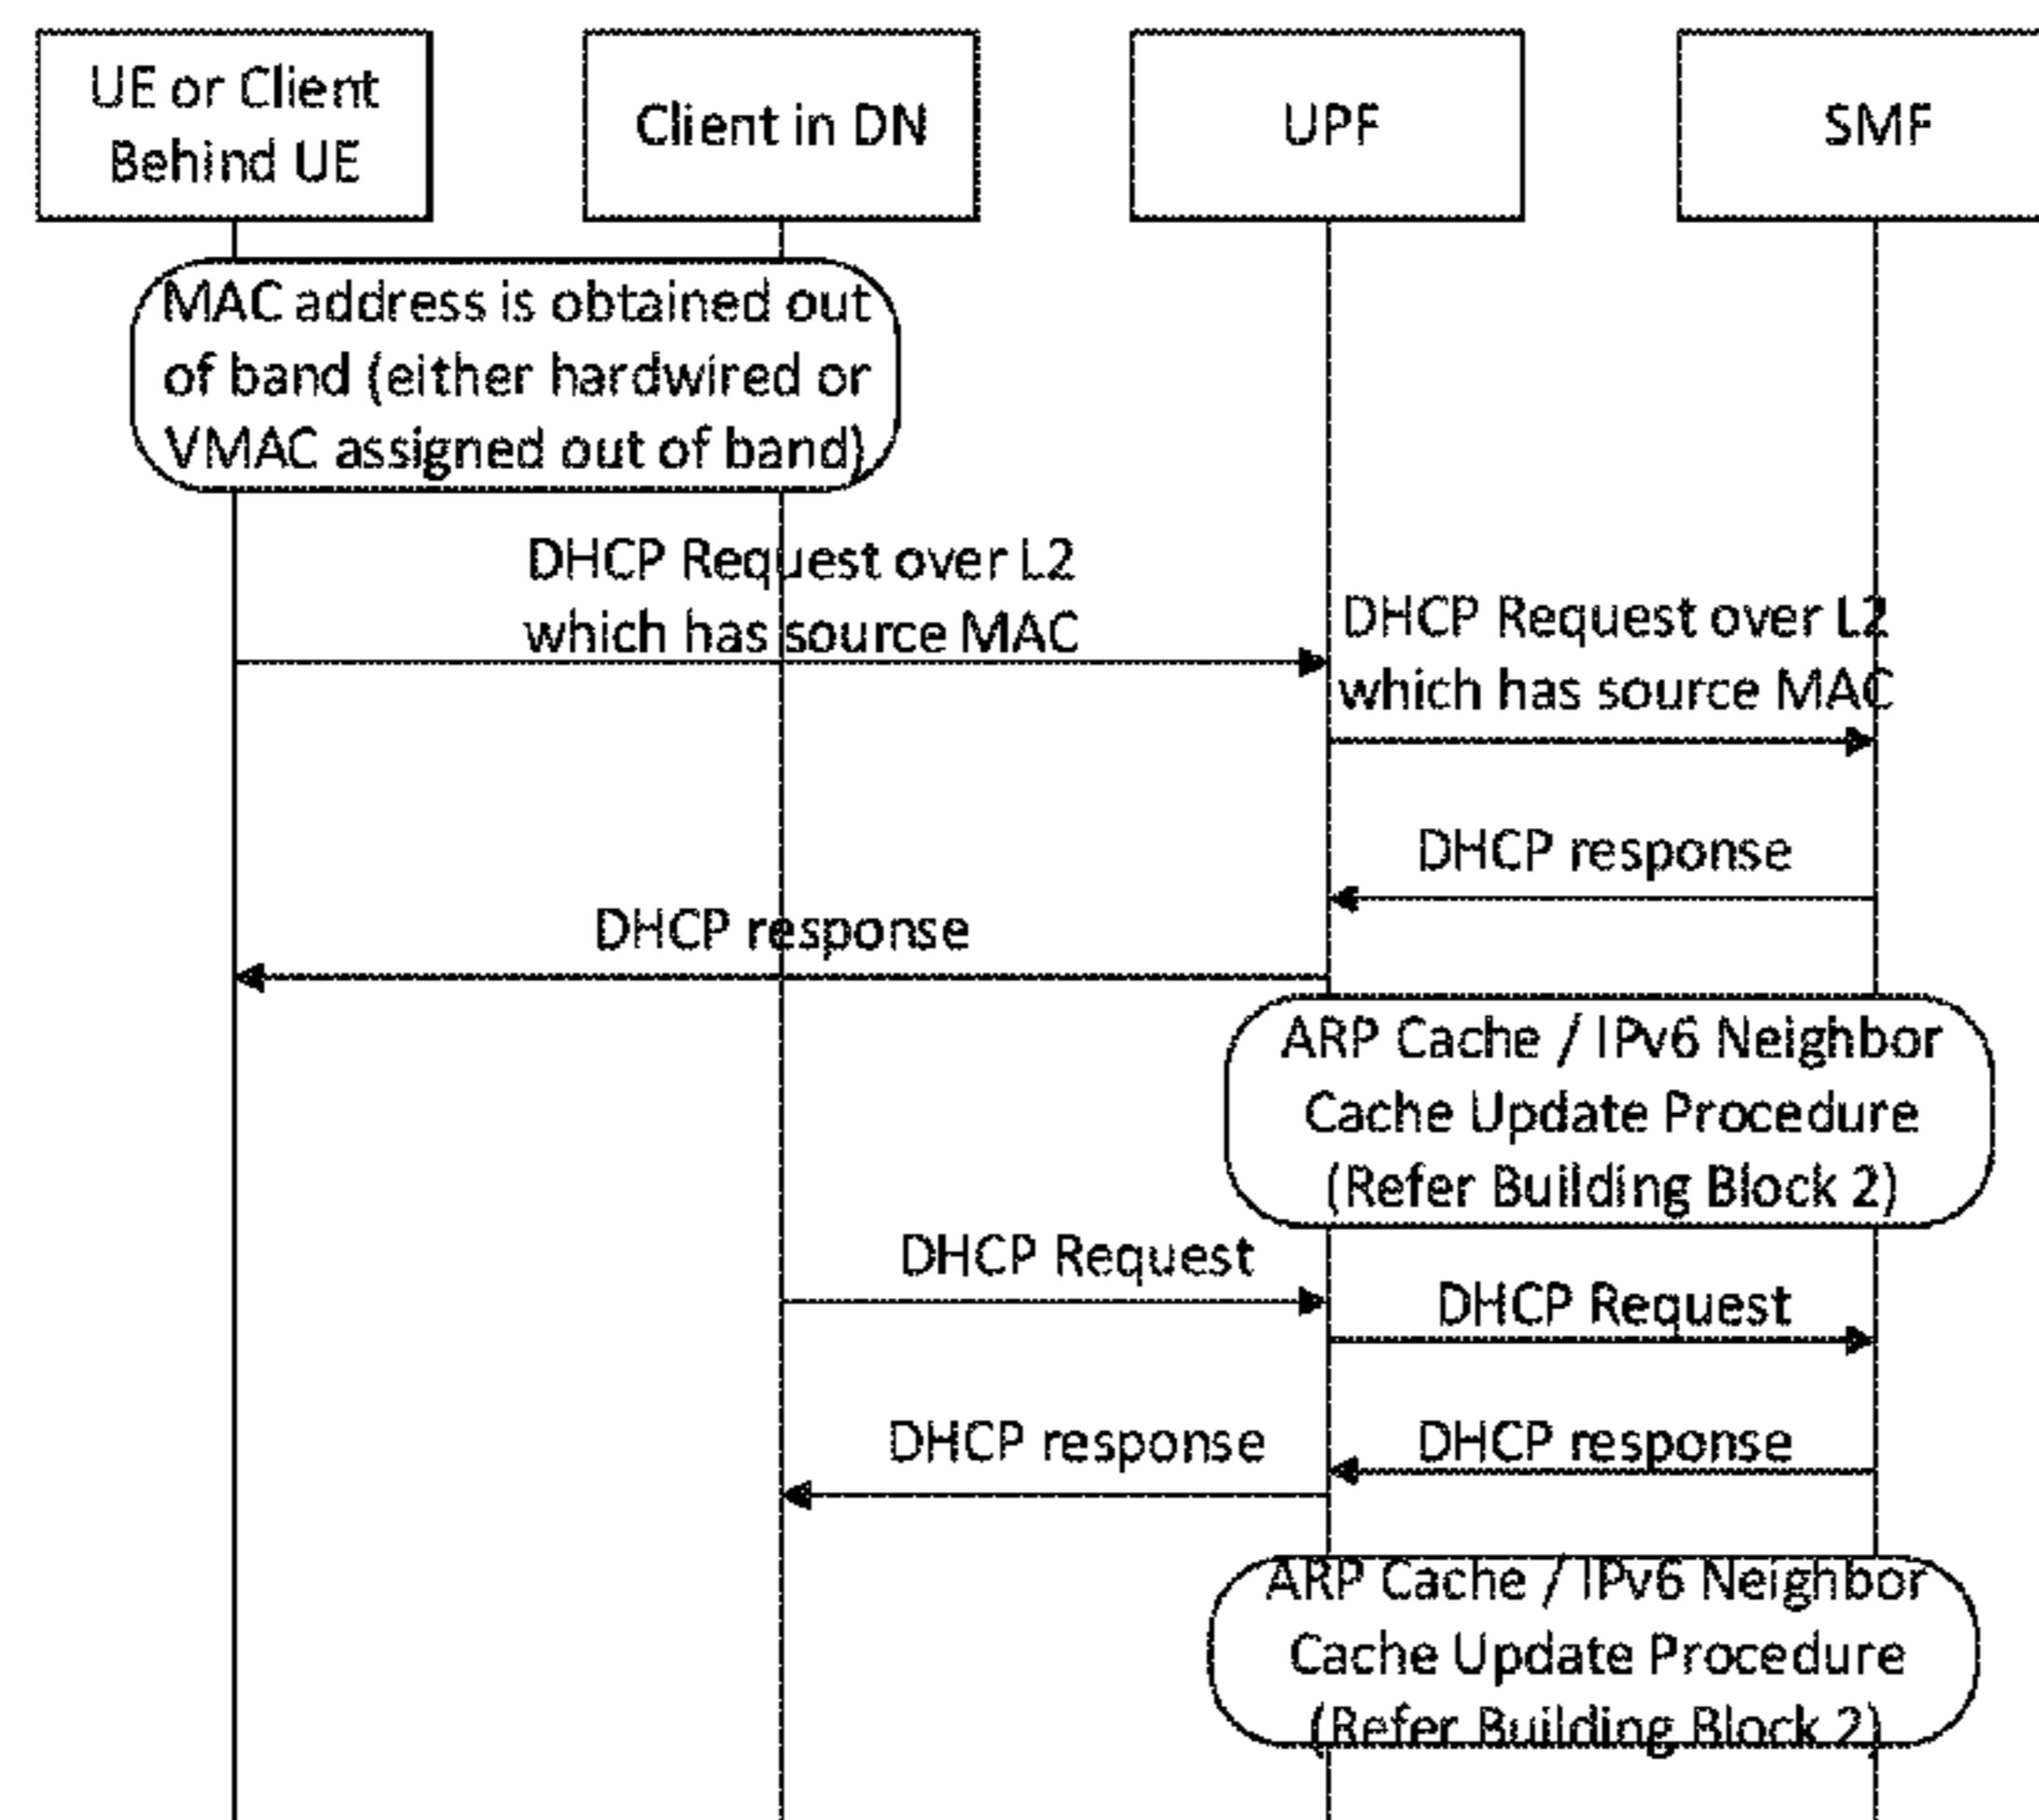 UE or Client
Behind UE
Client in DN
UPF
SMF
MAC address is obtained out
of band (either hardwired or
VMAC assigned out of band)
DHCP Request over L2
which has source MAC
DHCP Request over L2
which has source MAC
DHCP response
DHCP response
ARP Cache / IPv6 Neighbor
Cache Update Procedure
(Refer Building Block 2)
DHCP Request
DHCP Request
DHCP response
DHCP response
ARP Cache / IPv6 Neighbor
Cache Update Procedure
(Refer Building Block 2)